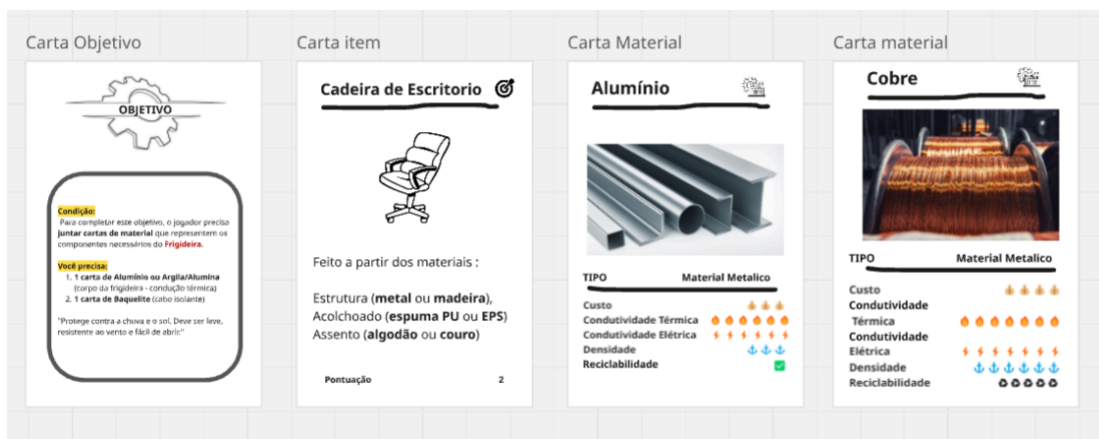 Carta Objetivo
OBJETIVO
Condição:
Para completar este objetivo, o jogador precisa
juntar cartas de material que representem os
componentes necessários do Frigideira.
Você precisa:
1. 1 carta de Alumínio ou Argila/Alumina
(corpo da frigideira - condução térmica)
2. 1 carta de Baquelite (cabo isolante)
"Protege contra a chuva e o sol. Deve ser leve,
resistente ao vento e fácil de abrir."
Carta item
Cadeira de Escritorio
Feito a partir dos materiais :
Estrutura (metal ou madeira),
Acolchoado (espuma PU ou EPS)
Assento (algodão ou couro)
Pontuação 2
Carta Material
Alumínio
TIPO Material Metalico
Custo
Condutividade Térmica
Condutividade Elétrica
Densidade
Reciclabilidade
Carta material
Cobre
TIPO Material Metalico
Custo
Condutividade
Térmica
Condutividade
Elétrica
Densidade
Reciclabilidade